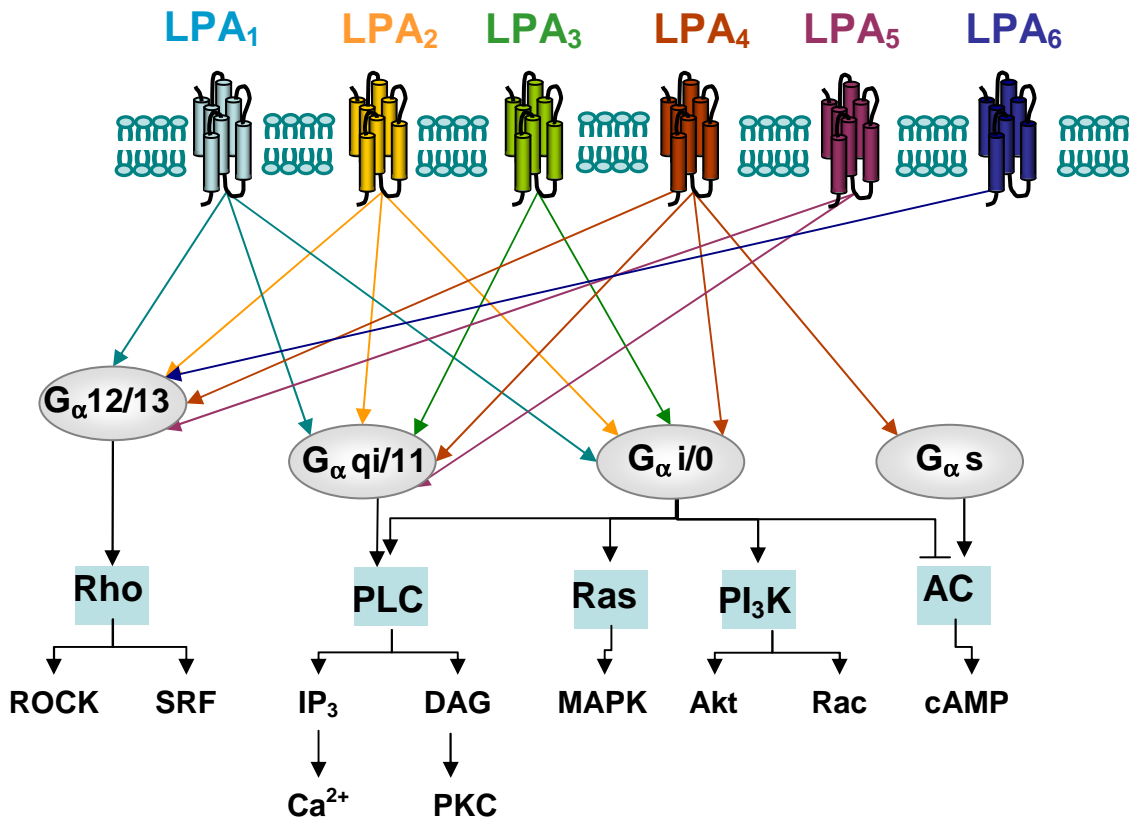 LPA₁ LPA₂ LPA₃ LPA₄ LPA₅ LPA₆
Gα12/13
Gα qi/11 Gα i/0 Gα s
Rho PLC Ras PI₃K AC
ROCK SRF IP₃ DAG MAPK Akt Rac cAMP
Ca²⁺ PKC